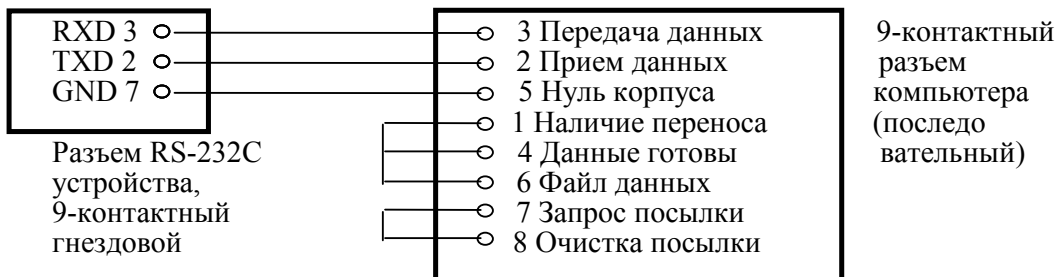 RXD 3
TXD 2
GND 7
Разъем RS-232C
устройства,
9-контактный
гнездовой
3 Передача данных
2 Прием данных
5 Нуль корпуса
1 Наличие переноса
4 Данные готовы
6 Файл данных
7 Запрос посылки
8 Очистка посылки
9-контактный
разъем
компьютера
(последо
вательный)